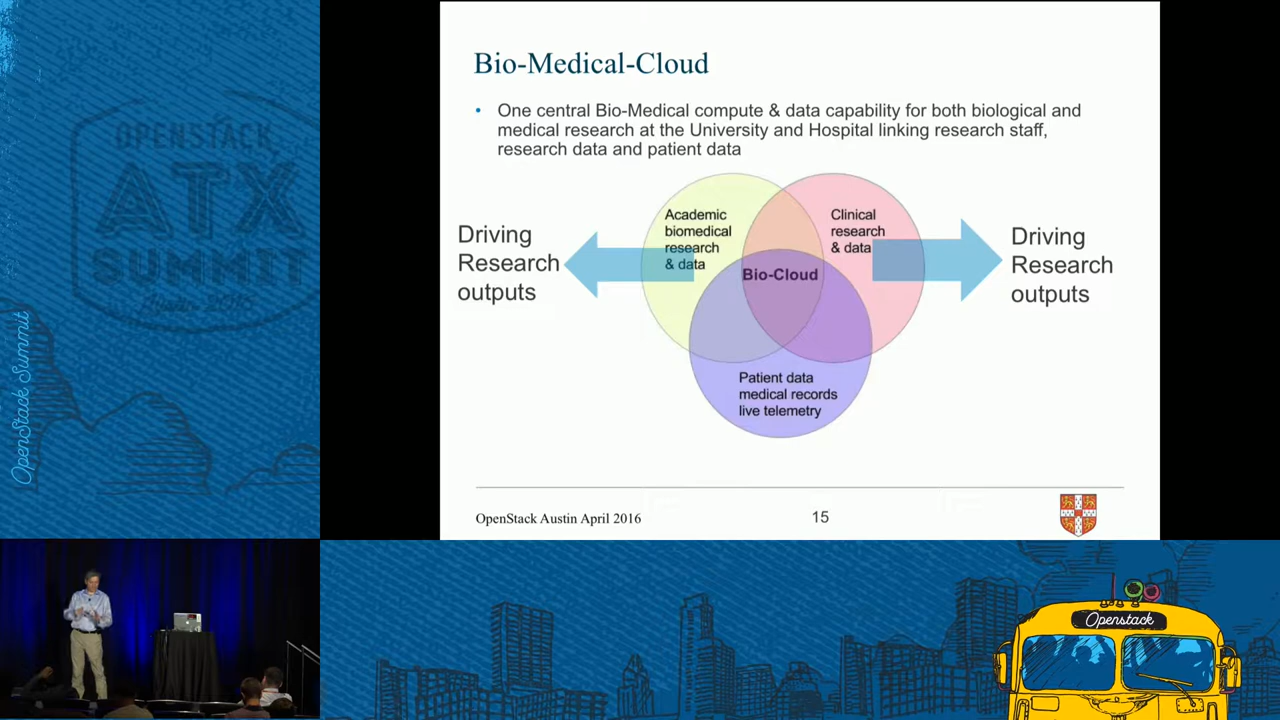 OPENSTACK
ATX
SUMMIT
OpenStack Summit
Bio-Medical-Cloud
• One central Bio-Medical compute & data capability for both biological and
medical research at the University and Hospital linking research staff,
research data and patient data
Driving
Research
outputs
Academic
biomedical
research
& data
Clinical
research
& data
Bio-Cloud
Patient data
medical records
live telemetry
Driving
Research
outputs
OpenStack Austin April 2016
15
Openstack